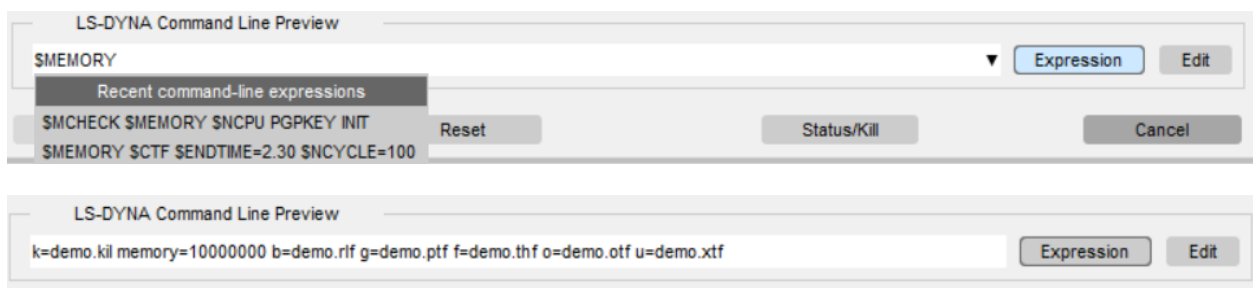 LS-DYNA Command Line Preview
$MEMORY ▼ Expression Edit
Recent command-line expressions
$MCHECK $MEMORY $NCPU PGPKEY INIT
$MEMORY $CTF $ENDTIME=2.30 $NCYCLE=100
Reset Status/Kill Cancel
LS-DYNA Command Line Preview
k=demo.kil memory=10000000 b=demo.rlf g=demo.ptf f=demo.thf o=demo.otf u=demo.xtf Expression Edit